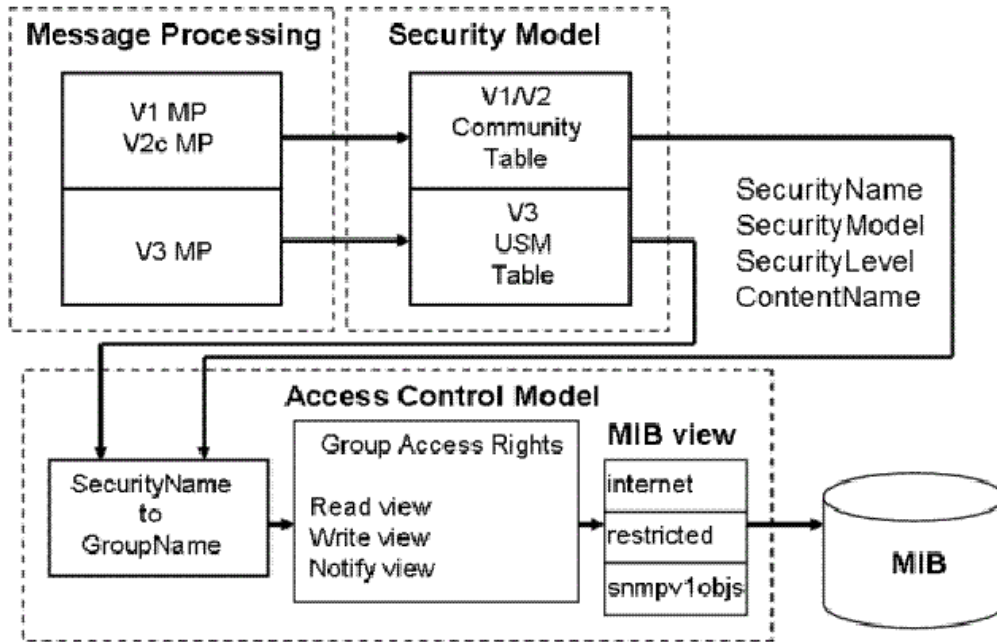 Message Processing
Security Model
V1 MP
V2c MP
V1/V2
Community
Table
V3 MP
V3
USM
Table
SecurityName
SecurityModel
SecurityLevel
ContentName
Access Control Model
SecurityName
to
GroupName
Group Access Rights
Read view
Write view
Notify view
MIB view
internet
restricted
snmpv1objs
MIB